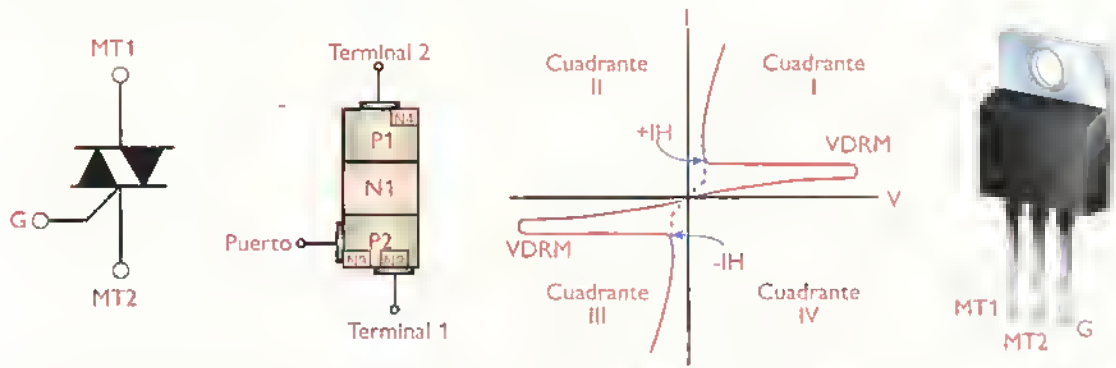 MT1
G
MT2
Terminal 2
N4
P1
N1
P2
Puerto
N3
Terminal 1
I
Cuadrante
II
Cuadrante
I
+IH
VDRM
V
VDRM
-IH
Cuadrante
III
Cuadrante
IV
MT1
MT2
G